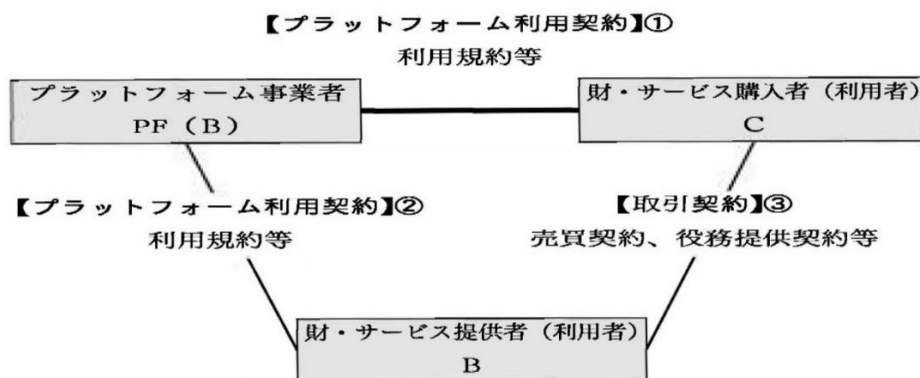 【プラットフォーム利用契約】①
利用規約等
プラットフォーム事業者
PF（B）
財・サービス購入者（利用者）
C
【プラットフォーム利用契約】②
利用規約等
【取引契約】③
売買契約、役務提供契約等
財・サービス提供者（利用者）
B